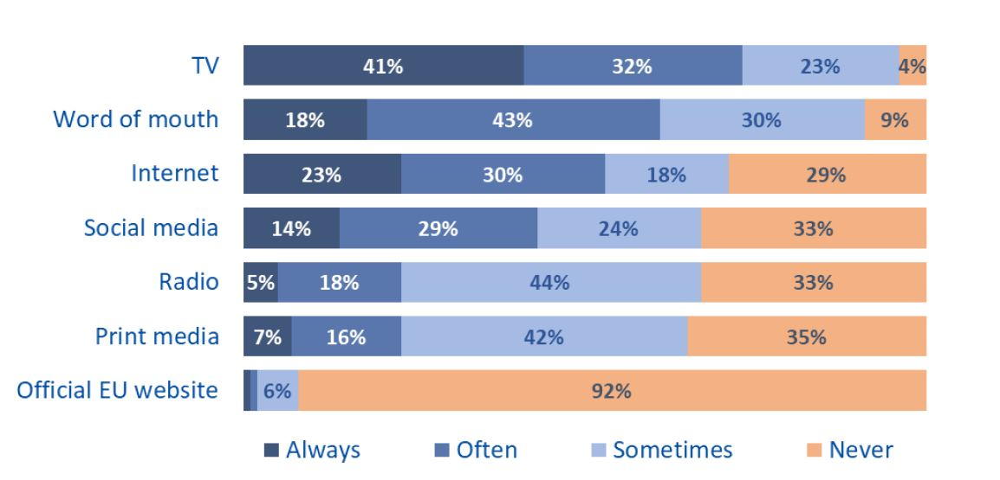 TV 41% 32% 23% 4%
Word of mouth 18% 43% 30% 9%
Internet 23% 30% 18% 29%
Social media 14% 29% 24% 33%
Radio 5% 18% 44% 33%
Print media 7% 16% 42% 35%
Official EU website 6% 92%
Always Often Sometimes Never